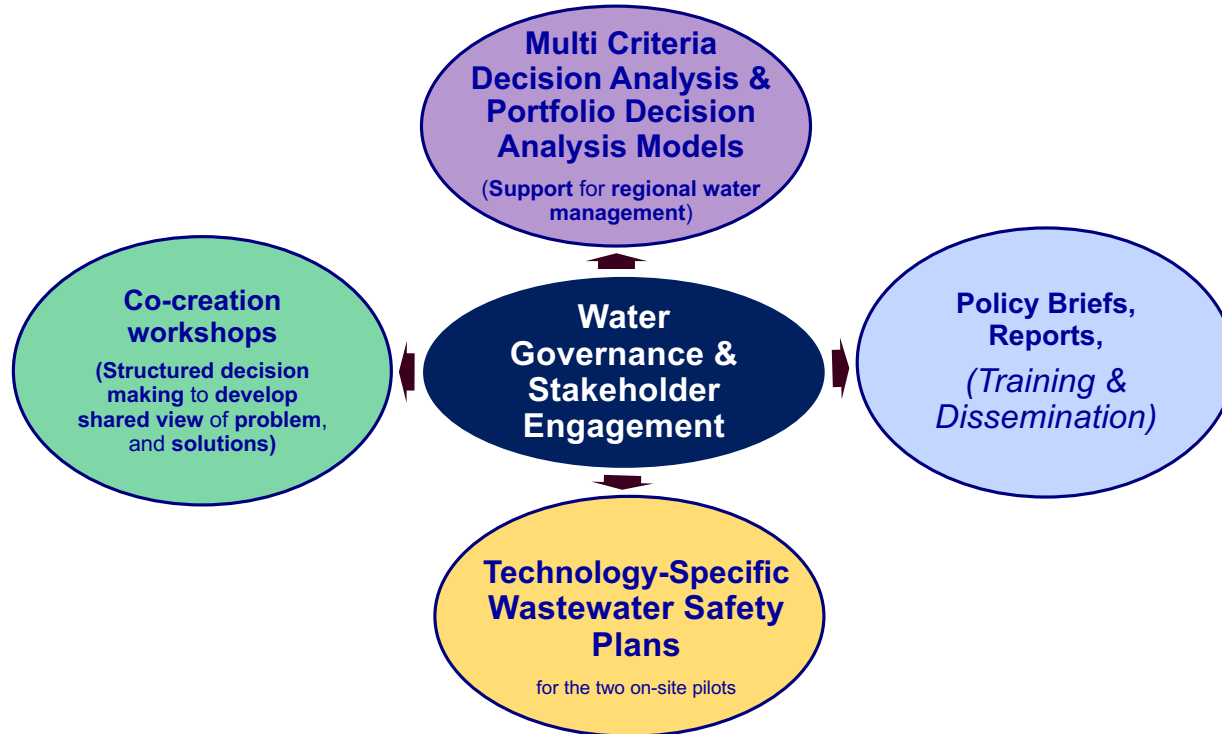 Multi Criteria
Decision Analysis &
Portfolio Decision
Analysis Models
(Support for regional water
management)
Co-creation
workshops
(Structured decision
making to develop
shared view of problem,
and solutions)
Water
Governance &
Stakeholder
Engagement
Policy Briefs,
Reports,
(Training &
Dissemination)
Technology-Specific
Wastewater Safety
Plans
for the two on-site pilots